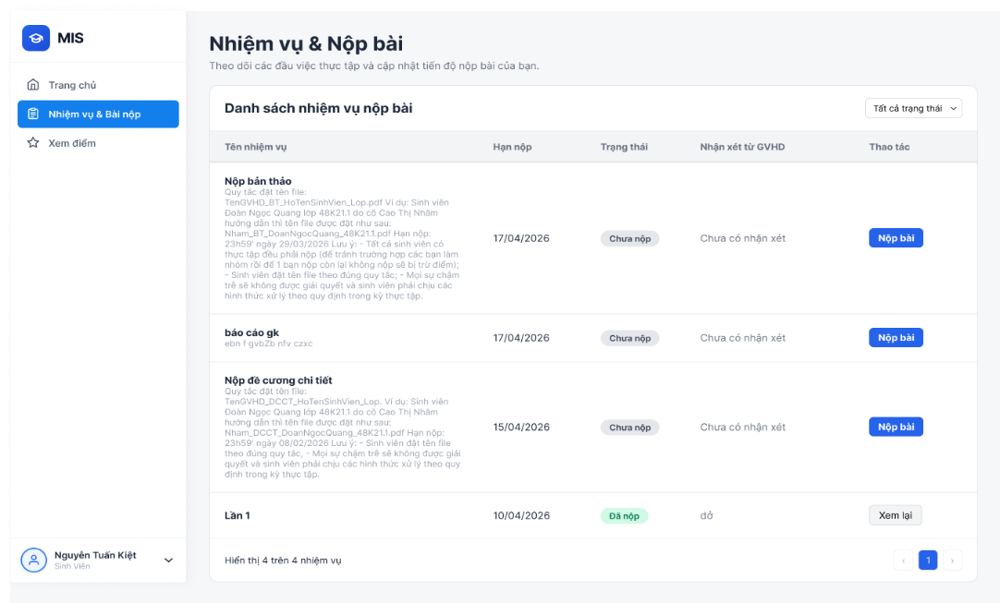 MIS
Trang chủ
Nhiệm vụ & Bài nộp
Xem điểm
Nguyễn Tuấn Kiệt
Sinh Viên
Nhiệm vụ & Nộp bài
Theo dõi các đầu việc thực tập và cập nhật tiến độ nộp bài của bạn.
Danh sách nhiệm vụ nộp bài
Tất cả trạng thái
Tên nhiệm vụ Hạn nộp Trạng thái Nhận xét từ GVHD Thao tác
Nộp bản thảo
Quy tắc đặt tên file:
TenGVHD_BT_HoTenSinhVien_Lop.pdf Ví dụ: Sinh viên
Đoàn Ngọc Quang lớp 48K21.1 do cô Cao Thị Nhâm
hướng dẫn thì tên file được đặt như sau:
Nham_BT_DoanNgocQuang_48K21.1.pdf Hạn nộp:
23h59' ngày 29/03/2026 Lưu ý: - Tất cả sinh viên có
thực tập đều phải nộp (để tránh trường hợp các bạn làm
nhóm rồi để 1 bạn nộp còn lại không nộp sẽ bị trừ điểm);
- Sinh viên đặt tên file theo đúng quy tắc; - Mọi sự chậm
trễ sẽ không được giải quyết và sinh viên phải chịu các
hình thức xử lý theo quy định trong kỳ thực tập.
17/04/2026 Chưa nộp Chưa có nhận xét Nộp bài
báo cáo gk
ebn f gvbZb nfv czxc
17/04/2026 Chưa nộp Chưa có nhận xét Nộp bài
Nộp đề cương chi tiết
Quy tắc đặt tên file:
TenGVHD_DCCT_HoTenSinhVien_Lop. Ví dụ: Sinh viên
Đoàn Ngọc Quang lớp 48K21.1 do cô Cao Thị Nhâm
hướng dẫn thì tên file được đặt như sau:
Nham_DCCT_DoanNgocQuang_48K21.1.pdf Hạn nộp:
23h59' ngày 08/02/2026 Lưu ý: - Sinh viên đặt tên file
theo đúng quy tắc, - Mọi sự chậm trễ sẽ không được giải
quyết và sinh viên phải chịu các hình thức xử lý theo quy
định trong kỳ thực tập.
15/04/2026 Chưa nộp Chưa có nhận xét Nộp bài
Lần 1 10/04/2026 Đã nộp dở Xem lại
Hiển thị 4 trên 4 nhiệm vụ
‹ 1 ›